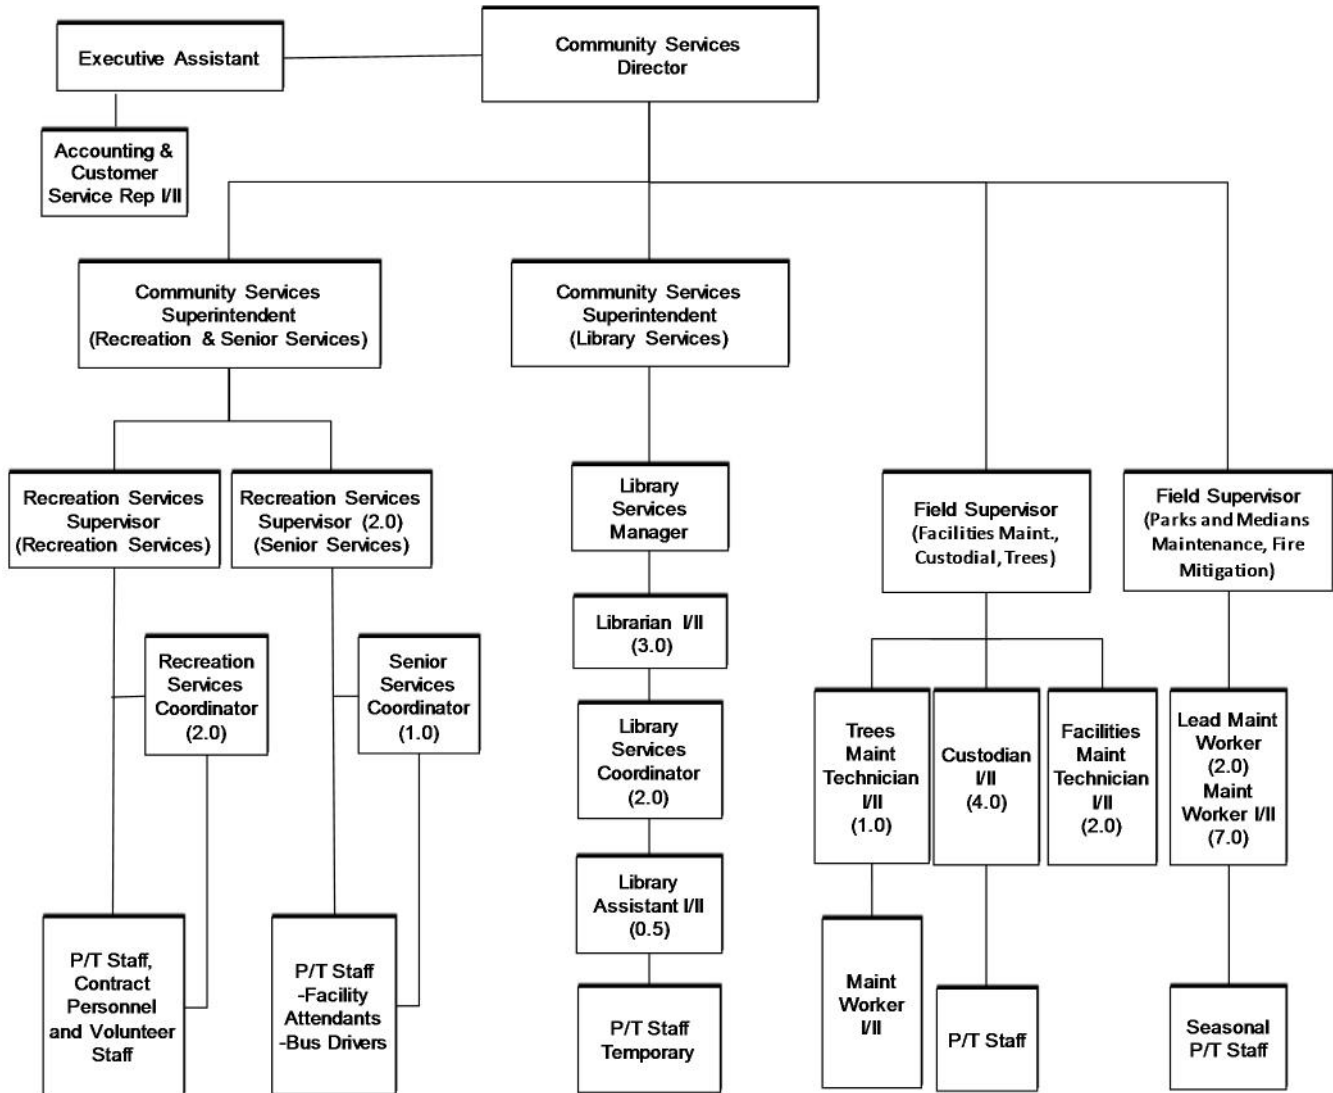 Executive Assistant
Community Services
Director
Accounting &
Customer
Service Rep I/II
Community Services
Superintendent
(Recreation & Senior Services)
Community Services
Superintendent
(Library Services)
Recreation Services
Supervisor
(Recreation Services)
Recreation Services
Supervisor (2.0)
(Senior Services)
Library
Services
Manager
Field Supervisor
(Facilities Maint.,
Custodial, Trees)
Field Supervisor
(Parks and Medians
Maintenance, Fire
Mitigation)
Recreation
Services
Coordinator
(2.0)
Senior
Services
Coordinator
(1.0)
Librarian I/II
(3.0)
Library
Services
Coordinator
(2.0)
Trees
Maint
Technician
I/II
(1.0)
Custodian
I/II
(4.0)
Facilities
Maint
Technician
I/II
(2.0)
Lead Maint
Worker
(2.0)
Maint
Worker I/II
(7.0)
Library
Assistant I/II
(0.5)
P/T Staff,
Contract
Personnel
and Volunteer
Staff
P/T Staff
-Facility
Attendants
-Bus Drivers
P/T Staff
Temporary
Maint
Worker
I/II
P/T Staff
Seasonal
P/T Staff